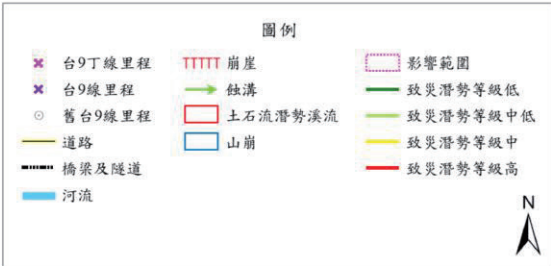 圖例
台9丁線里程
台9線里程
舊台9線里程
道路
橋梁及隧道
河流
崩崖
蝕溝
土石流潛勢溪流
山崩
影響範圍
致災潛勢等級低
致災潛勢等級中低
致災潛勢等級中
致災潛勢等級高
N